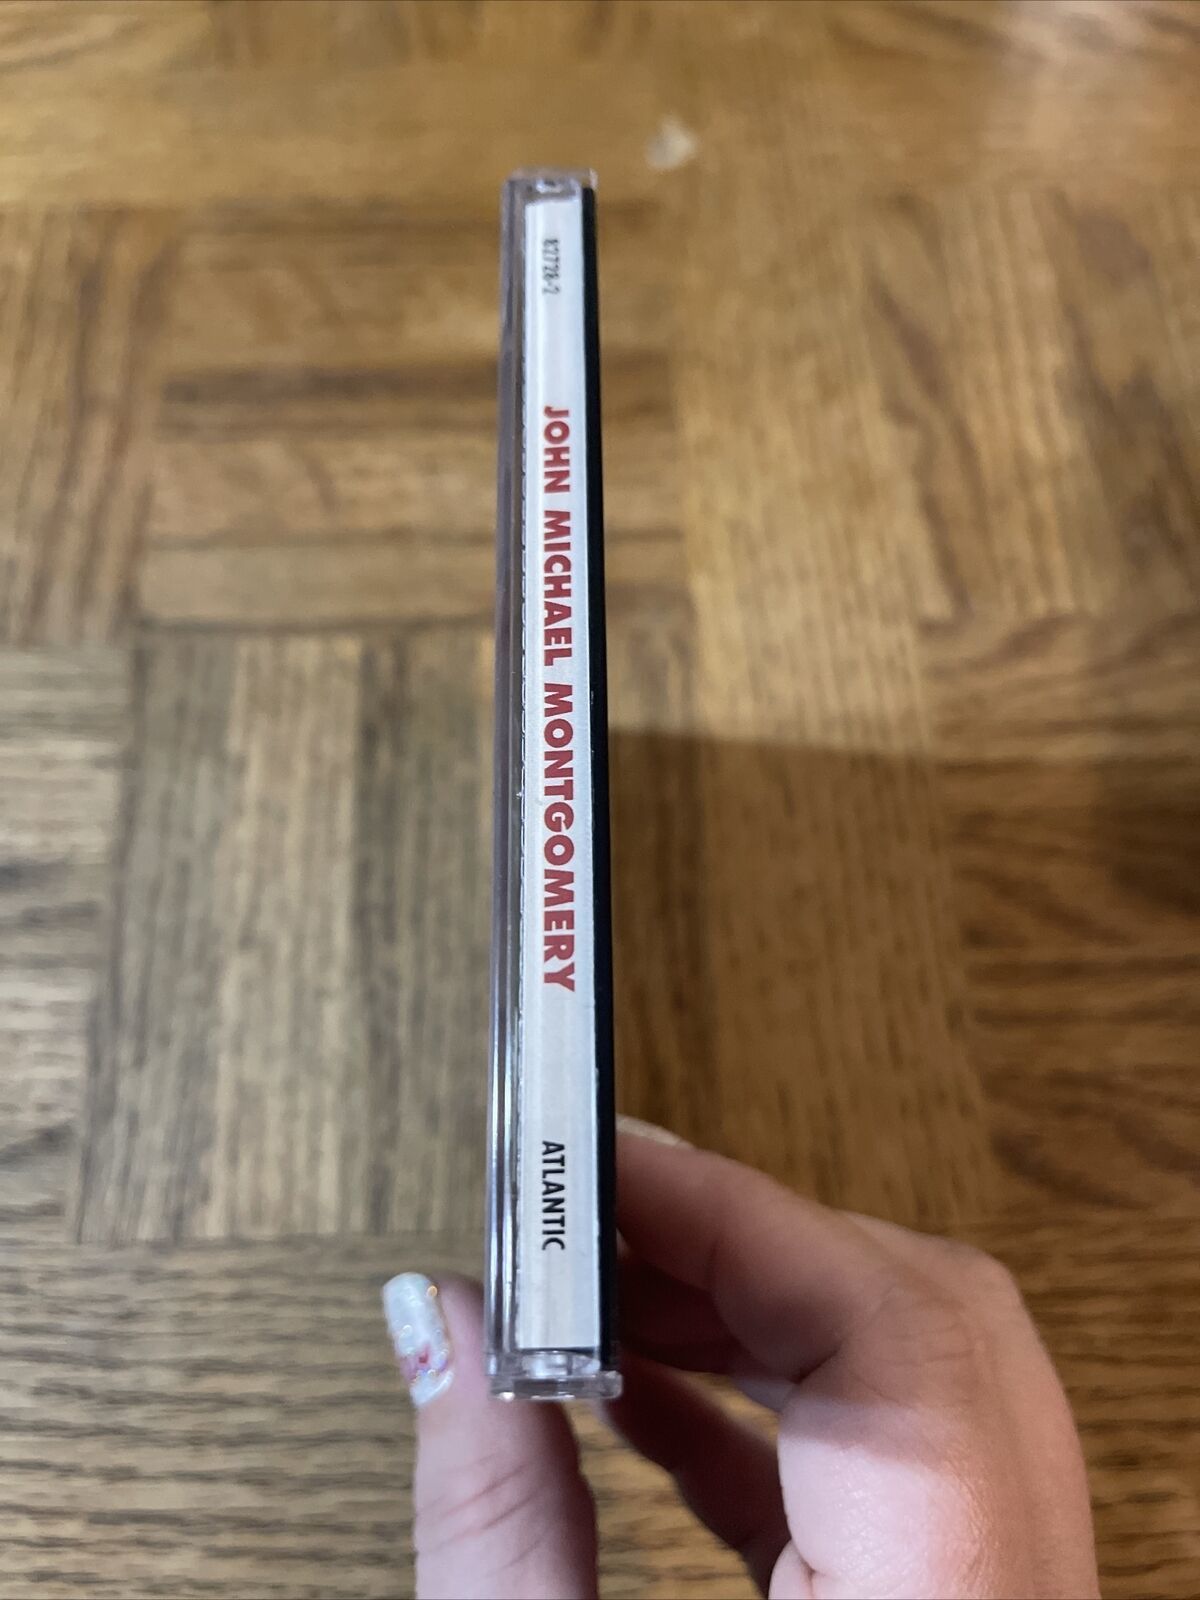 82728-2
JOHN MICHAEL MONTGOMERY
ATLANTIC